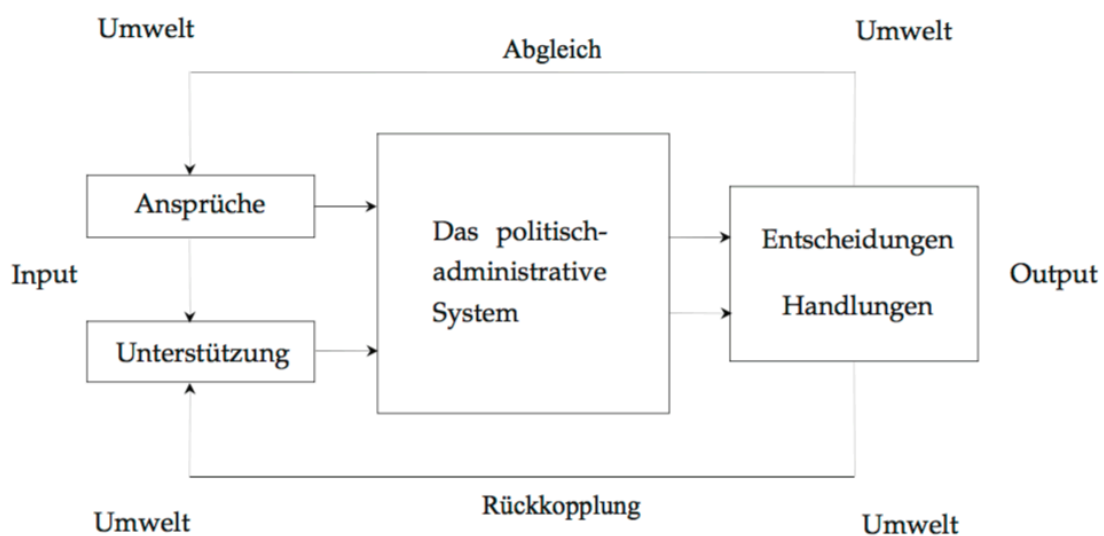 Umwelt
Umwelt
Abgleich
Ansprüche
Das politisch-
administrative
System
Entscheidungen
Handlungen
Input
Output
Unterstützung
Rückkopplung
Umwelt
Umwelt